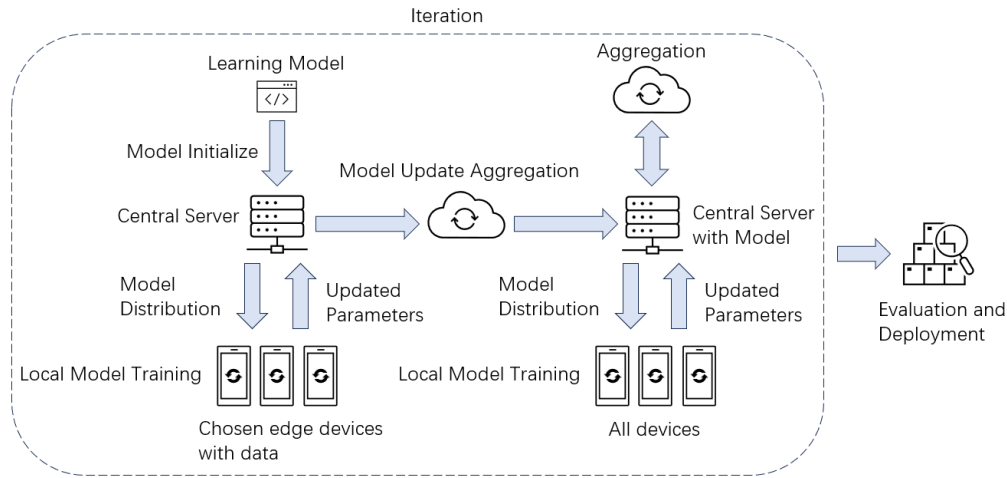 Iteration
Learning Model
</>
Model Initialize
Central Server
Model
Distribution
Updated
Parameters
Local Model Training
Chosen edge devices
with data
Model Update Aggregation
Aggregation
Central Server
with Model
Model
Distribution
Updated
Parameters
Local Model Training
All devices
Evaluation and
Deployment